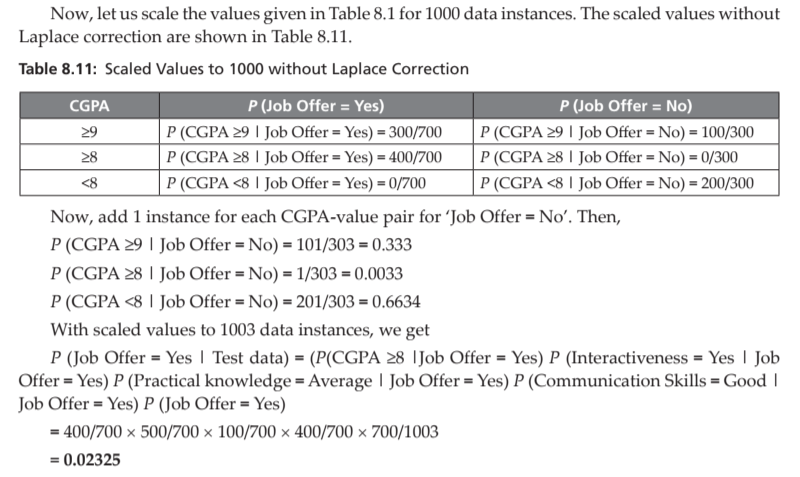 Now, let us scale the values given in Table 8.1 for 1000 data instances. The scaled values without
Laplace correction are shown in Table 8.11.
Table 8.11: Scaled Values to 1000 without Laplace Correction
CGPA P (Job Offer = Yes) P (Job Offer = No)
≥9 P (CGPA ≥9 | Job Offer = Yes) = 300/700 P (CGPA ≥9 | Job Offer = No) = 100/300
≥8 P (CGPA ≥8 | Job Offer = Yes) = 400/700 P (CGPA ≥8 | Job Offer = No) = 0/300
<8 P (CGPA <8 | Job Offer = Yes) = 0/700 P (CGPA <8 | Job Offer = No) = 200/300
Now, add 1 instance for each CGPA-value pair for ‘Job Offer = No’. Then,
P (CGPA ≥9 | Job Offer = No) = 101/303 = 0.333
P (CGPA ≥8 | Job Offer = No) = 1/303 = 0.0033
P (CGPA <8 | Job Offer = No) = 201/303 = 0.6634
With scaled values to 1003 data instances, we get
P (Job Offer = Yes | Test data) = (P(CGPA ≥8 |Job Offer = Yes) P (Interactiveness = Yes | Job
Offer = Yes) P (Practical knowledge = Average | Job Offer = Yes) P (Communication Skills = Good |
Job Offer = Yes) P (Job Offer = Yes)
= 400/700 × 500/700 × 100/700 × 400/700 × 700/1003
= 0.02325